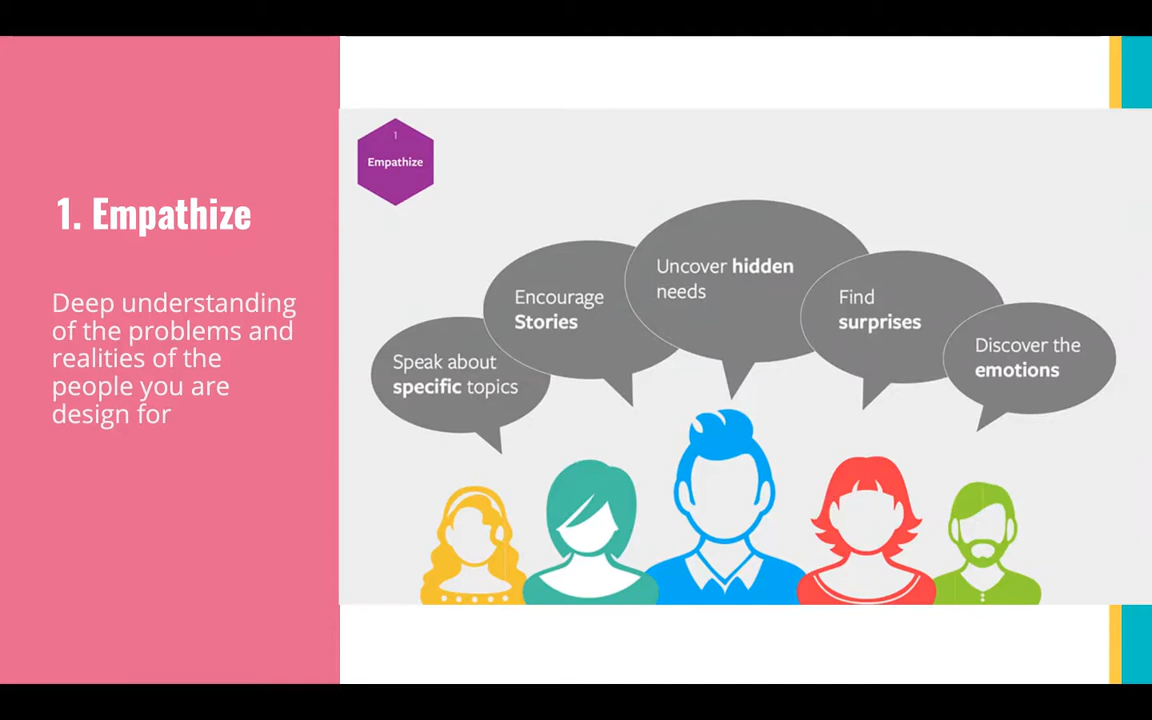 1. Empathize
Deep understanding
of the problems and
realities of the
people you are
design for
1
Empathize
Speak about
specific topics
Encourage
Stories
Uncover hidden
needs
Find
surprises
Discover the
emotions